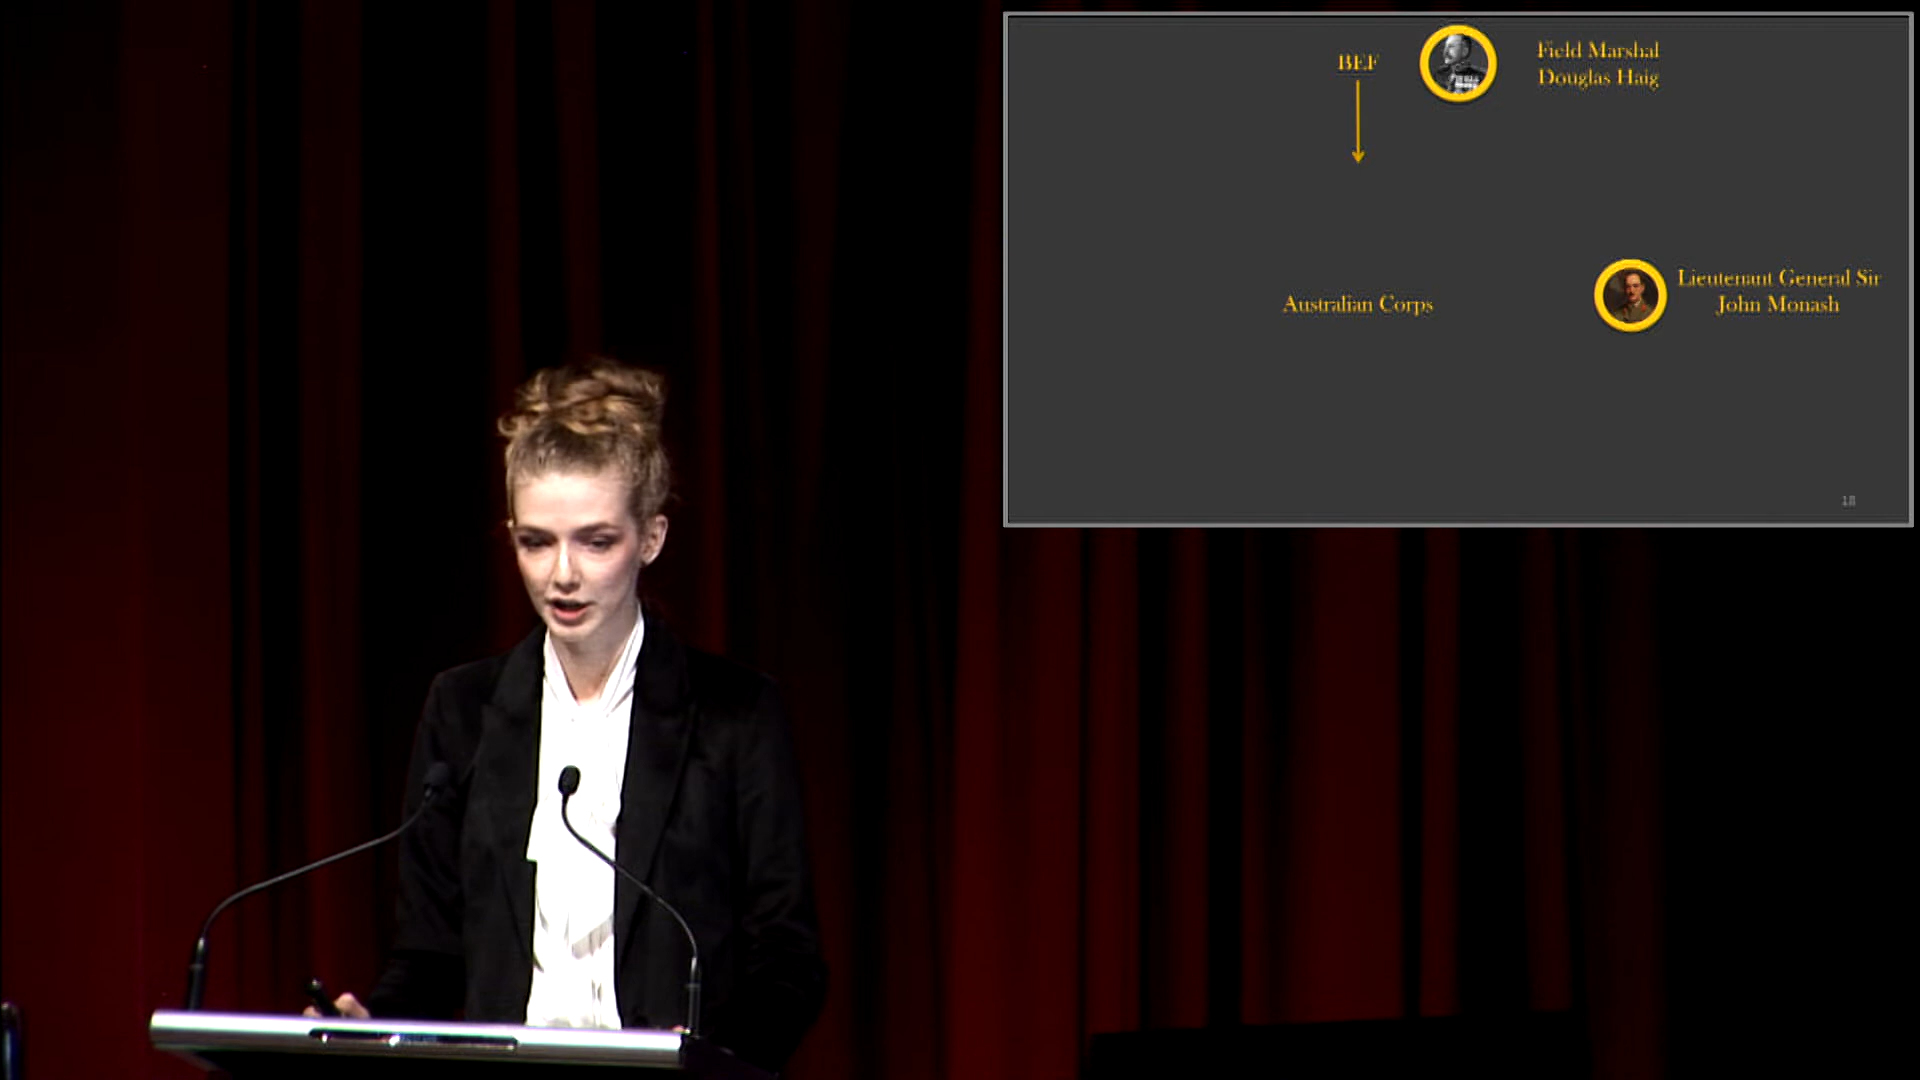 BEF
Field Marshal
Douglas Haig
Lieutenant General Sir
John Monash
Australian Corps
18